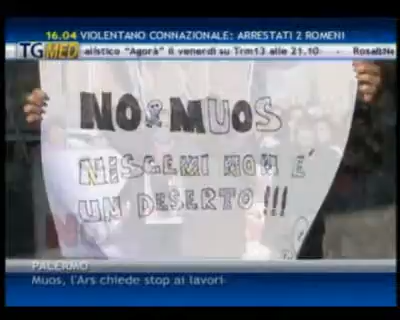 16.04 VIOLENTANO CONNAZIONALE: ARRESTATI 2 ROMENI
TGMED alistico "Agorà" il venerdì su Trm13 alle 21.10 - Rosalt
NO MUOS
NISCEMI NON È
UN DESERTO !!!
PALERMO
Muos, l'Ars chiede stop ai lavori-